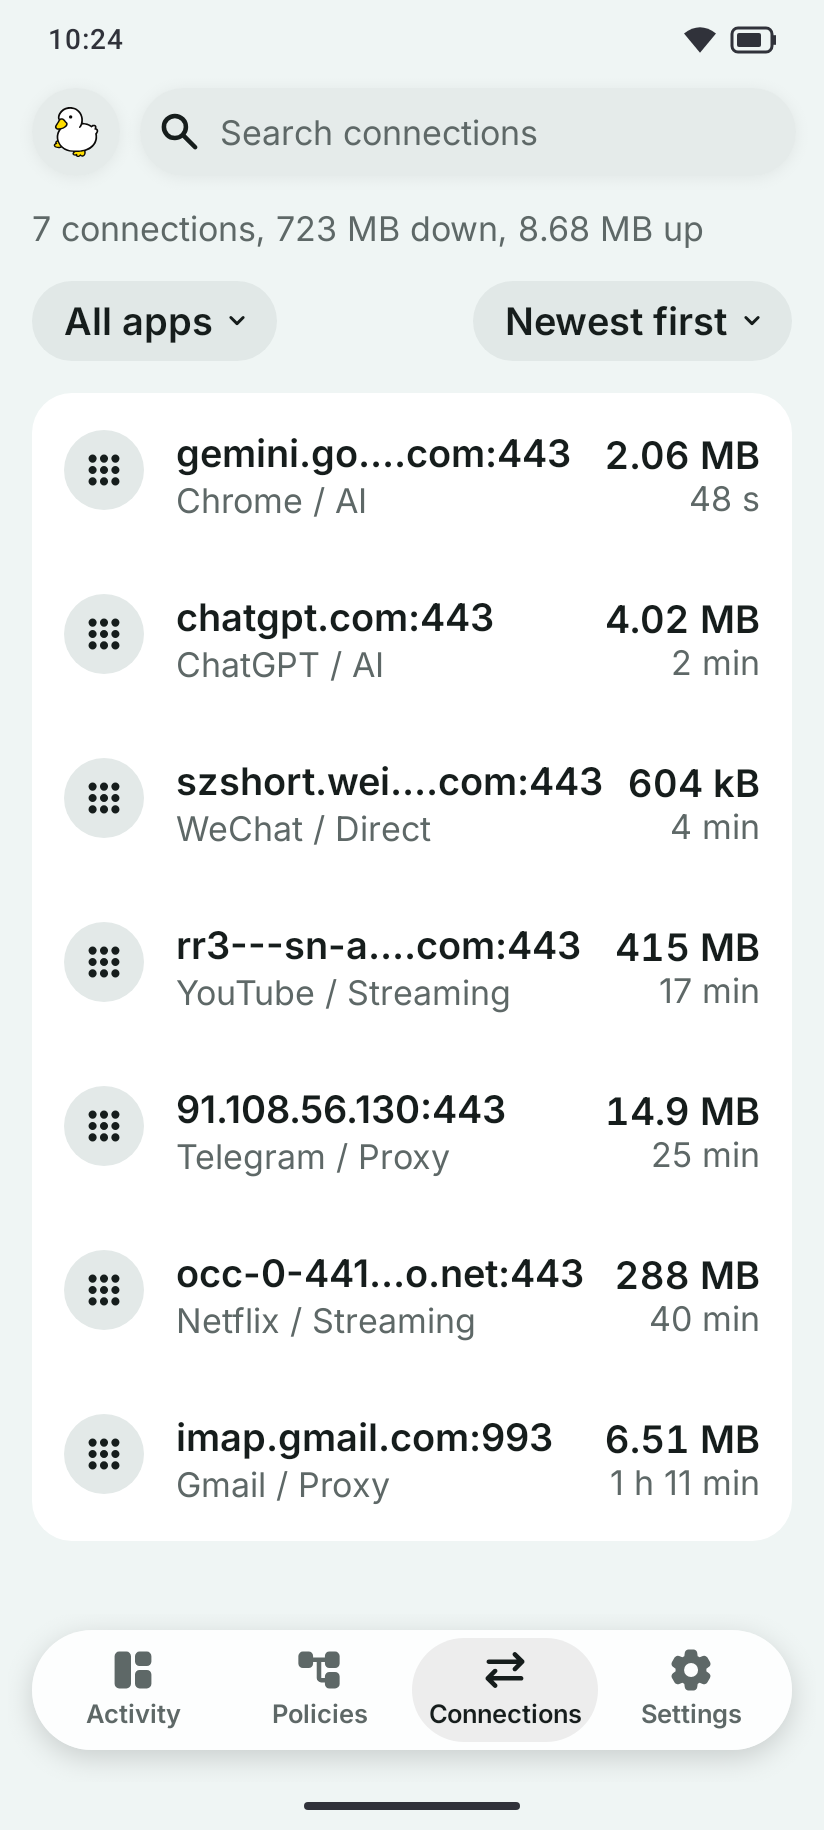 10:24
Search connections
7 connections, 723 MB down, 8.68 MB up
All apps
Newest first
gemini.go....com:443 2.06 MB
Chrome / AI 48 s
chatgpt.com:443 4.02 MB
ChatGPT / AI 2 min
szshort.wei....com:443 604 kB
WeChat / Direct 4 min
rr3---sn-a....com:443 415 MB
YouTube / Streaming 17 min
91.108.56.130:443 14.9 MB
Telegram / Proxy 25 min
occ-0-441...o.net:443 288 MB
Netflix / Streaming 40 min
imap.gmail.com:993 6.51 MB
Gmail / Proxy 1 h 11 min
Activity
Policies
Connections
Settings